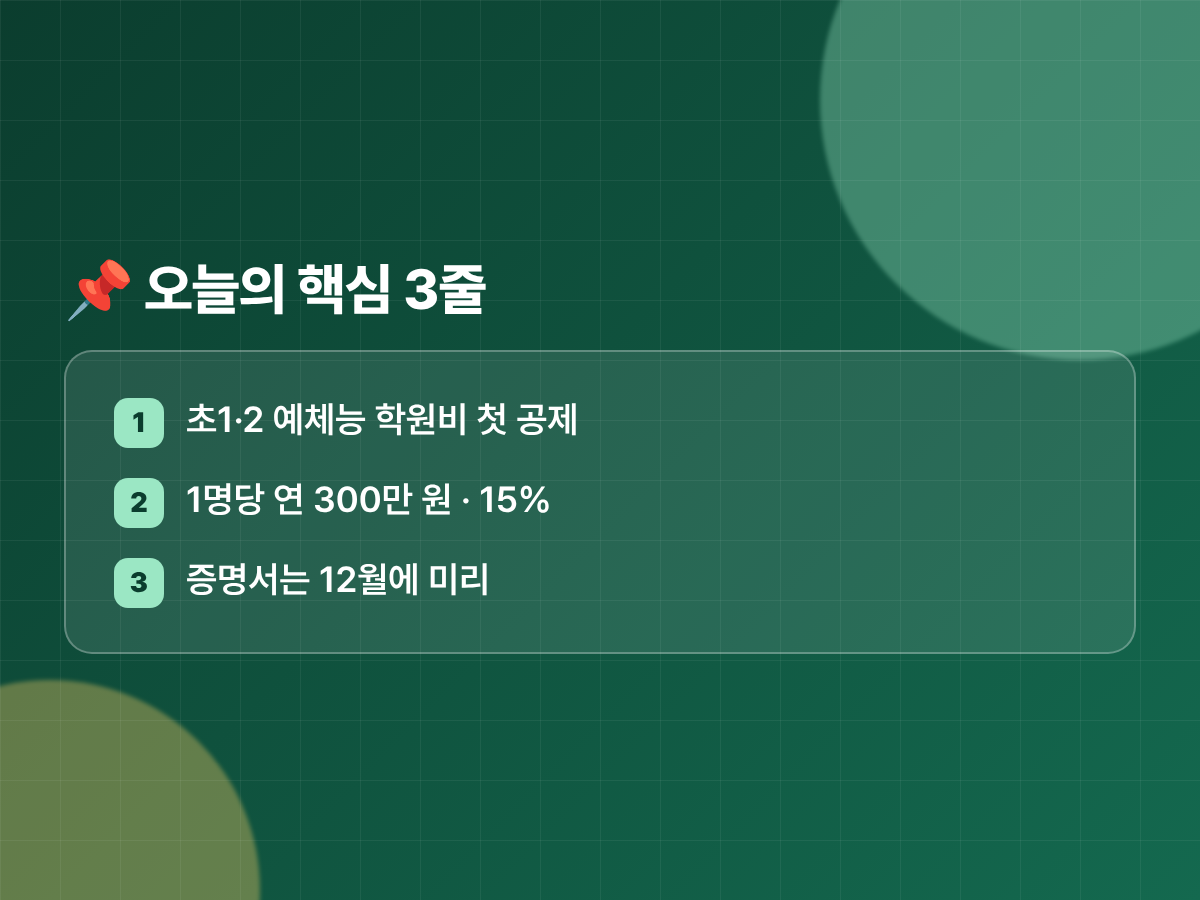 📌 오늘의 핵심 3줄
1 초1·2 예체능 학원비 첫 공제
2 1명당 연 300만 원 · 15%
3 증명서는 12월에 미리